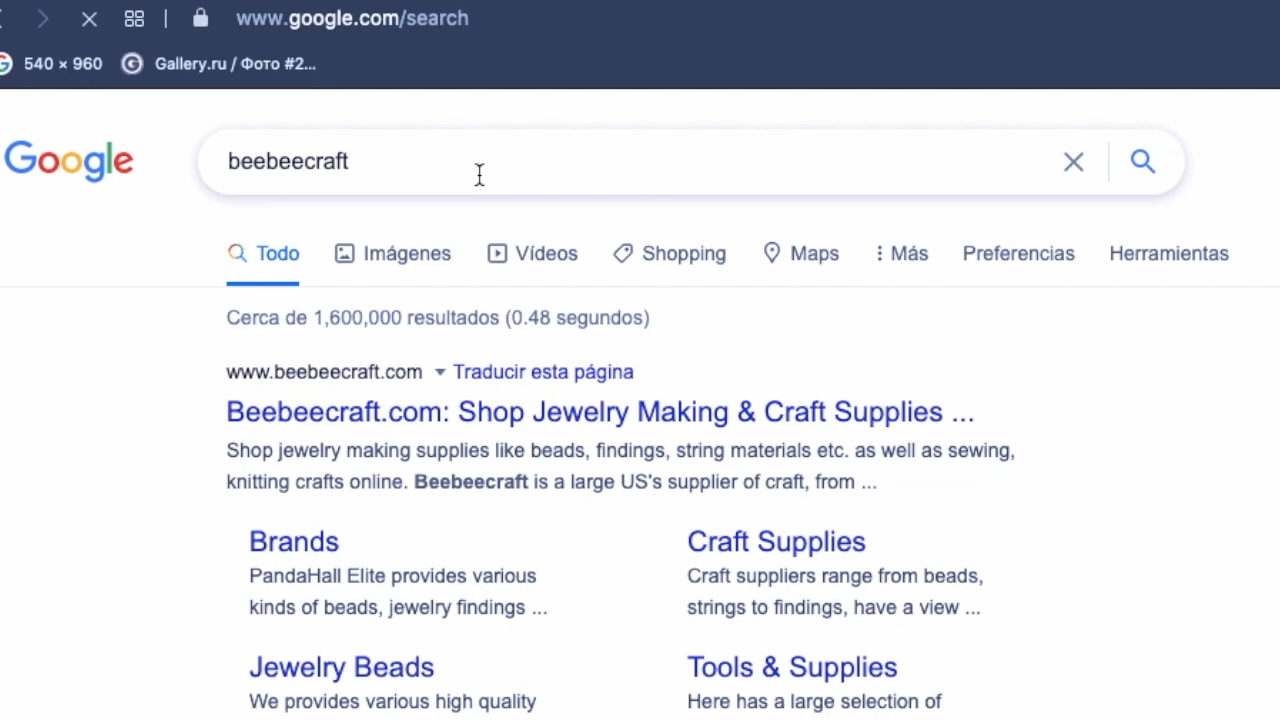 www.google.com/search
540 × 960 Gallery.ru / Фото #2...
Google beebeecraft
Todo Imágenes Vídeos Shopping Maps Más Preferencias Herramientas
Cerca de 1,600,000 resultados (0.48 segundos)
www.beebeecraft.com Traducir esta página
Beebeecraft.com: Shop Jewelry Making & Craft Supplies ...
Shop jewelry making supplies like beads, findings, string materials etc. as well as sewing,
knitting crafts online. Beebeecraft is a large US's supplier of craft, from ...
Brands
PandaHall Elite provides various
kinds of beads, jewelry findings ...
Craft Supplies
Craft suppliers range from beads,
strings to findings, have a view ...
Jewelry Beads
We provides various high quality
Tools & Supplies
Here has a large selection of